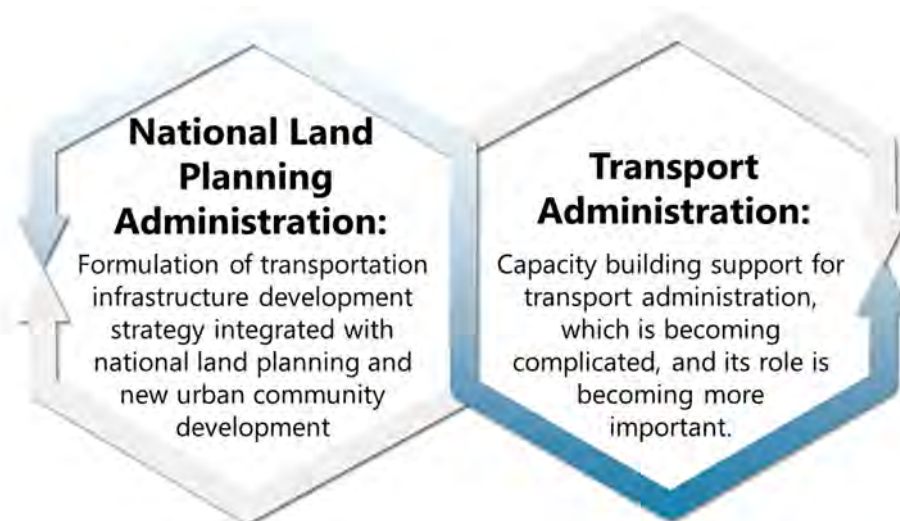 National Land
Planning
Administration:
Formulation of transportation
infrastructure development
strategy integrated with
national land planning and
new urban community
development
Transport
Administration:
Capacity building support for
transport administration,
which is becoming
complicated, and its role is
becoming more
important.